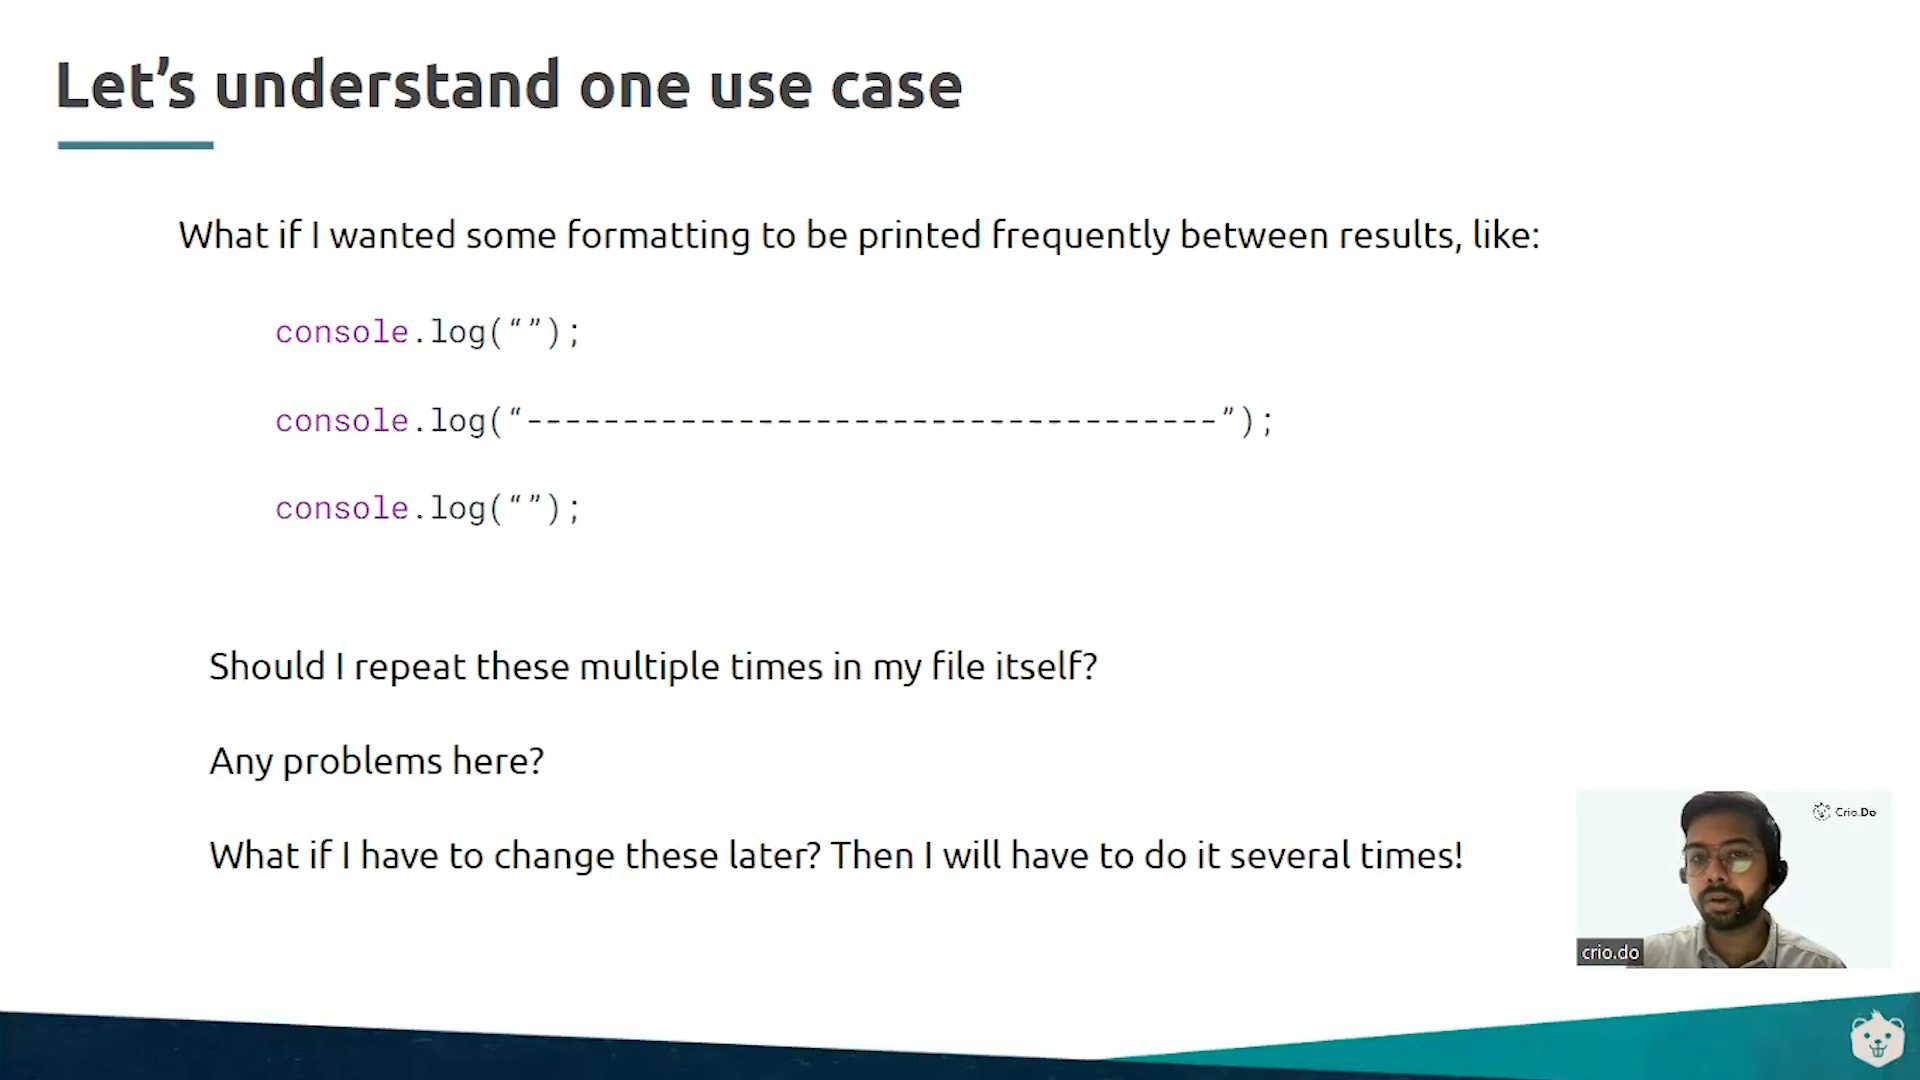 Let’s understand one use case
What if I wanted some formatting to be printed frequently between results, like:
console.log(“”);
console.log(“------------------------------------”);
console.log(“”);
Should I repeat these multiple times in my file itself?
Any problems here?
What if I have to change these later? Then I will have to do it several times!
Crio.Do
crio.do